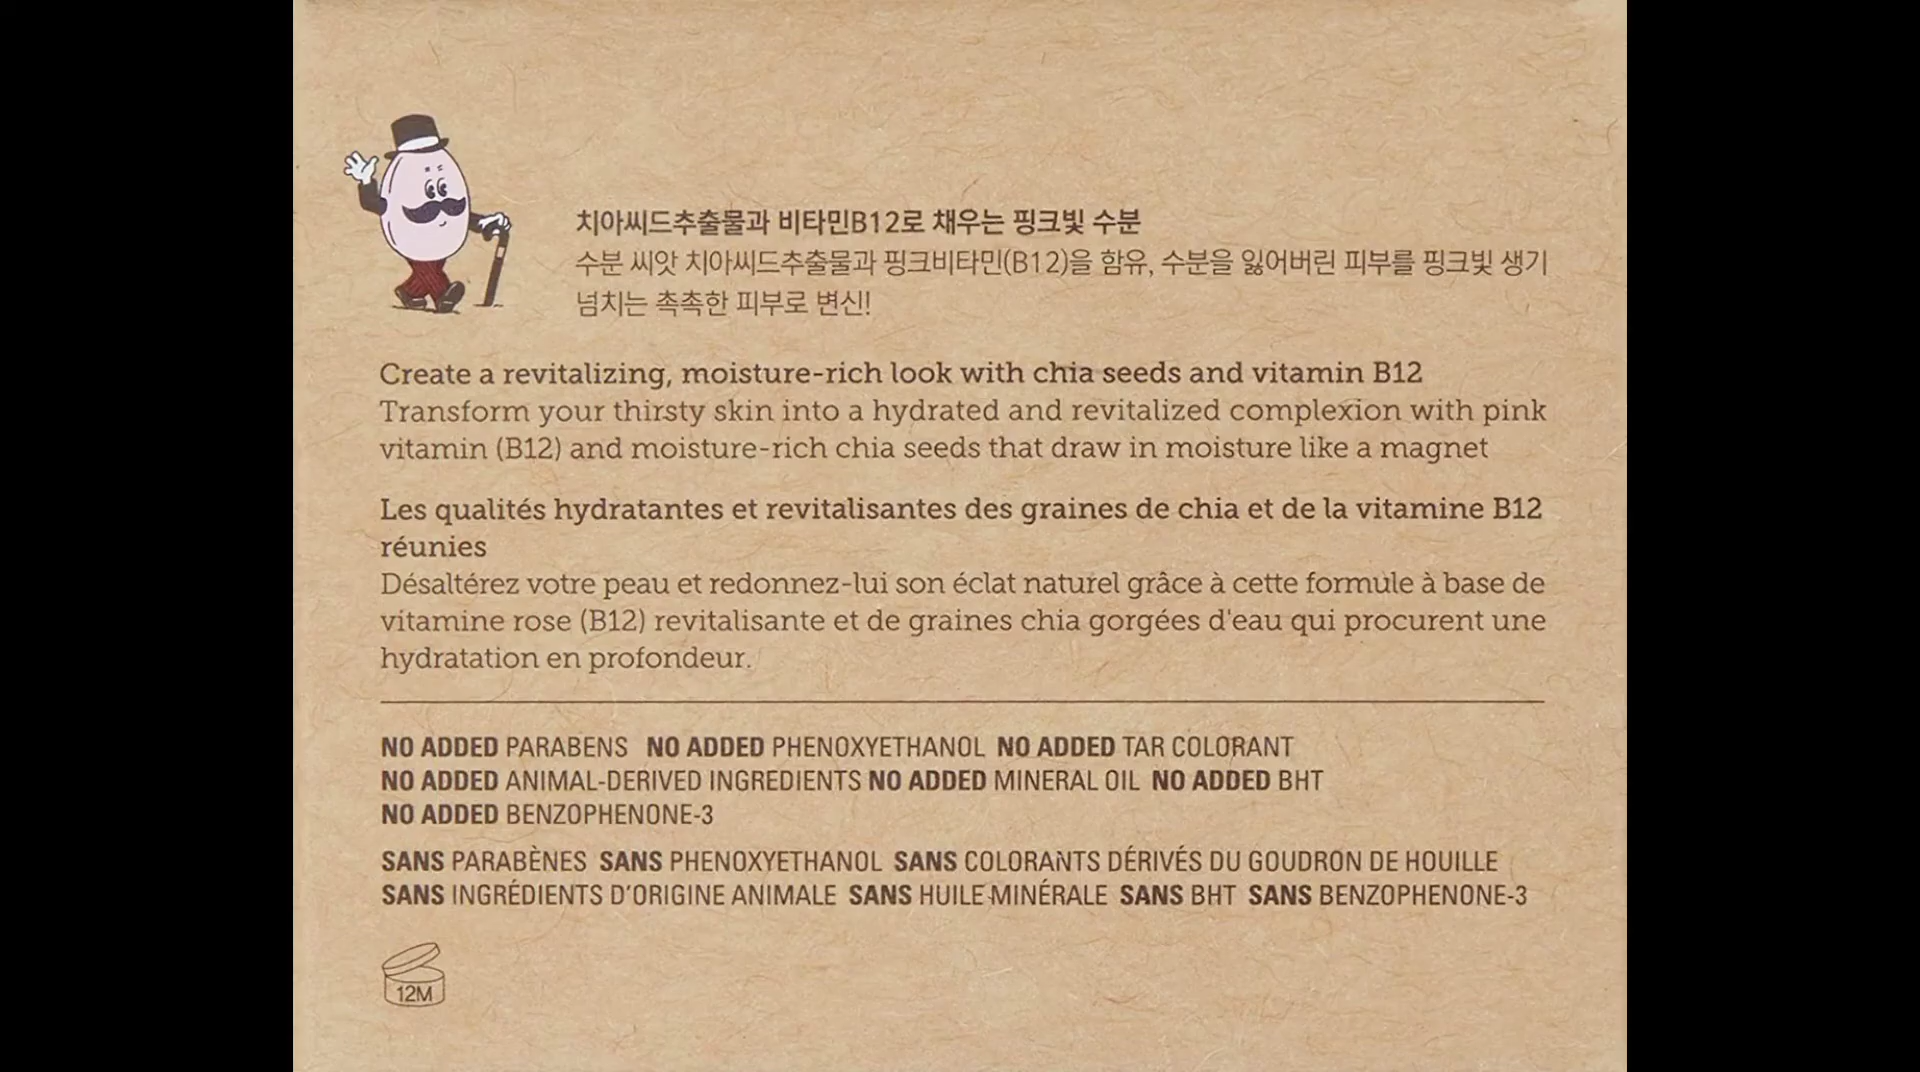 치아씨드추출물과 비타민B12로 채우는 핑크빛 수분
수분 씨앗 치아씨드추출물과 핑크비타민(B12)을 함유, 수분을 잃어버린 피부를 핑크빛 생기
넘치는 촉촉한 피부로 변신!
Create a revitalizing, moisture-rich look with chia seeds and vitamin B12
Transform your thirsty skin into a hydrated and revitalized complexion with pink
vitamin (B12) and moisture-rich chia seeds that draw in moisture like a magnet
Les qualités hydratantes et revitalisantes des graines de chia et de la vitamine B12
réunies
Désaltérez votre peau et redonnez-lui son éclat naturel grâce à cette formule à base de
vitamine rose (B12) revitalisante et de graines chia gorgées d'eau qui procurent une
hydratation en profondeur.
NO ADDED PARABENS NO ADDED PHENOXYETHANOL NO ADDED TAR COLORANT
NO ADDED ANIMAL-DERIVED INGREDIENTS NO ADDED MINERAL OIL NO ADDED BHT
NO ADDED BENZOPHENONE-3
SANS PARABÈNES SANS PHENOXYETHANOL SANS COLORANTS DÉRIVÉS DU GOUDRON DE HOUILLE
SANS INGRÉDIENTS D'ORIGINE ANIMALE SANS HUILE MINÉRALE SANS BHT SANS BENZOPHENONE-3
12M